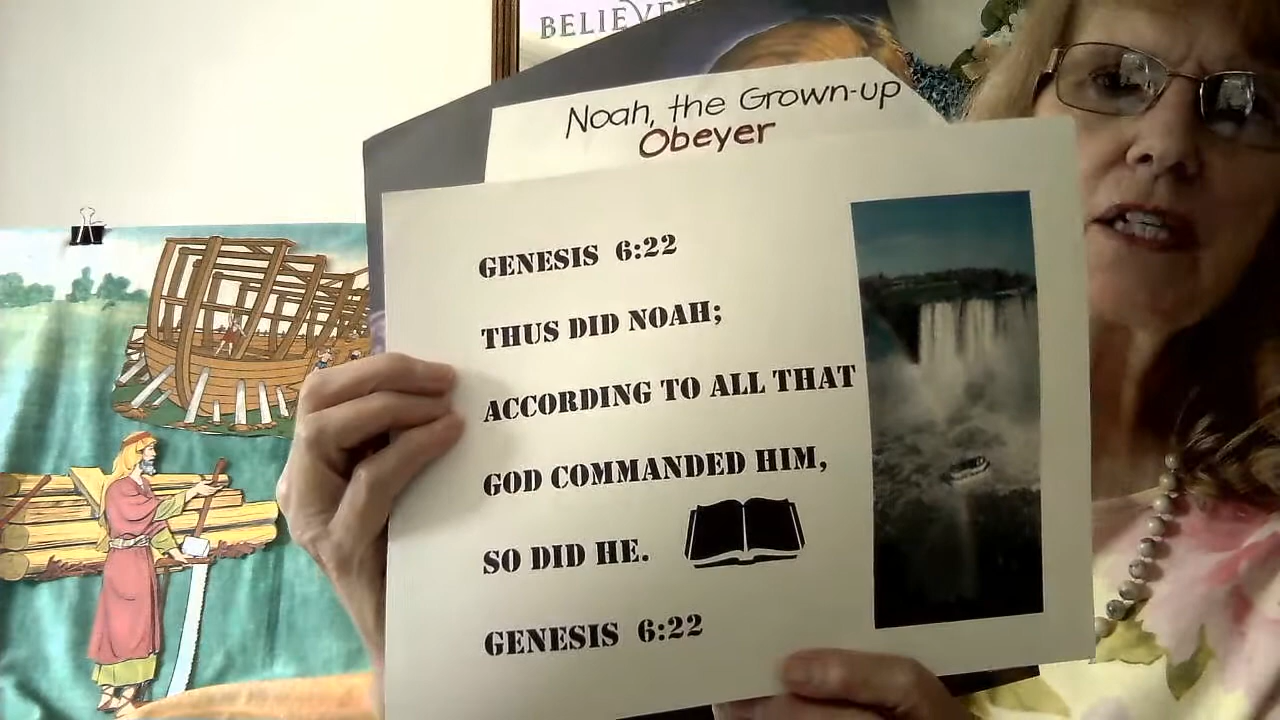 BELIEVE
Noah, the Grown-up
Obeyer
GENESIS 6:22
THUS DID NOAH;
ACCORDING TO ALL THAT
GOD COMMANDED HIM,
SO DID HE.
GENESIS 6:22